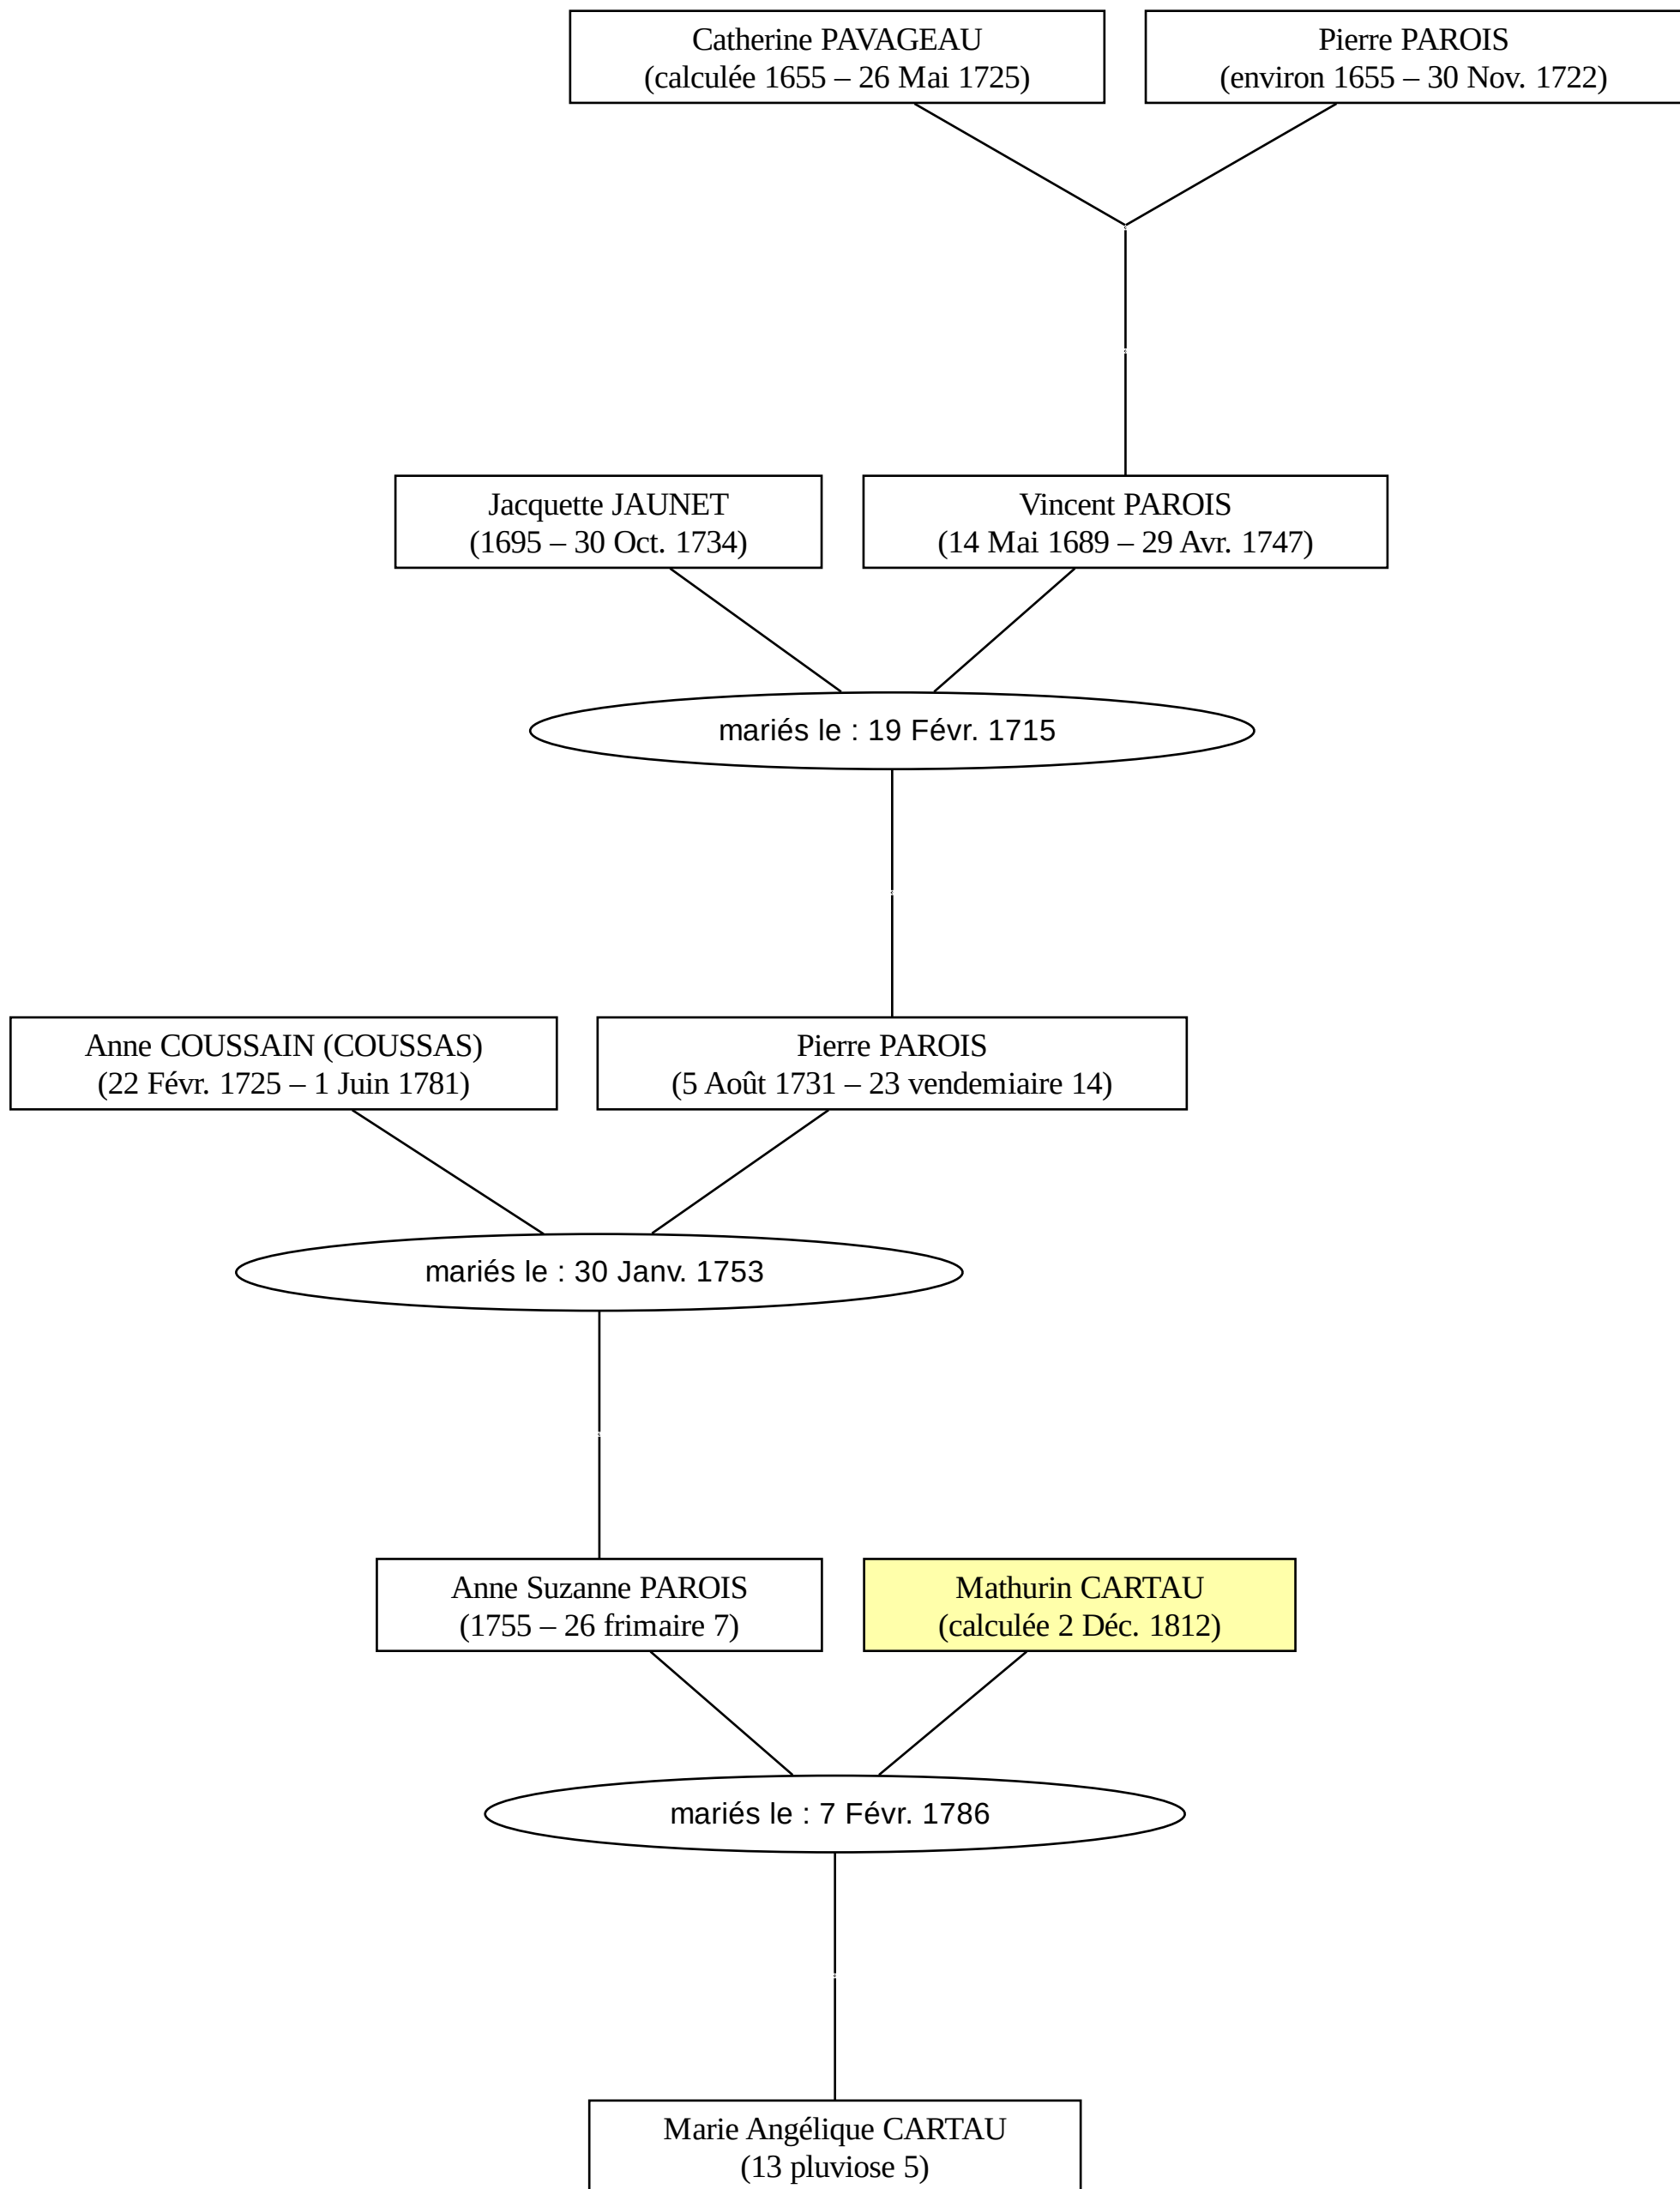 Catherine PAVAGEAU
(calculée 1655 – 26 Mai 1725)
Pierre PAROIS
(environ 1655 – 30 Nov. 1722)
Jacquette JAUNET
(1695 – 30 Oct. 1734)
Vincent PAROIS
(14 Mai 1689 – 29 Avr. 1747)
mariés le : 19 Févr. 1715
Anne COUSSAIN (COUSSAS)
(22 Févr. 1725 – 1 Juin 1781)
Pierre PAROIS
(5 Août 1731 – 23 vendemiaire 14)
mariés le : 30 Janv. 1753
Anne Suzanne PAROIS
(1755 – 26 frimaire 7)
Mathurin CARTAU
(calculée 2 Déc. 1812)
mariés le : 7 Févr. 1786
Marie Angélique CARTAU
(13 pluviose 5)